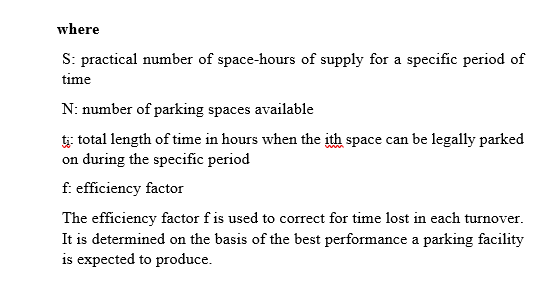 where
S: practical number of space-hours of supply for a specific period of
time
N: number of parking spaces available
ti: total length of time in hours when the ith space can be legally parked
on during the specific period
f: efficiency factor
The efficiency factor f is used to correct for time lost in each turnover.
It is determined on the basis of the best performance a parking facility
is expected to produce.